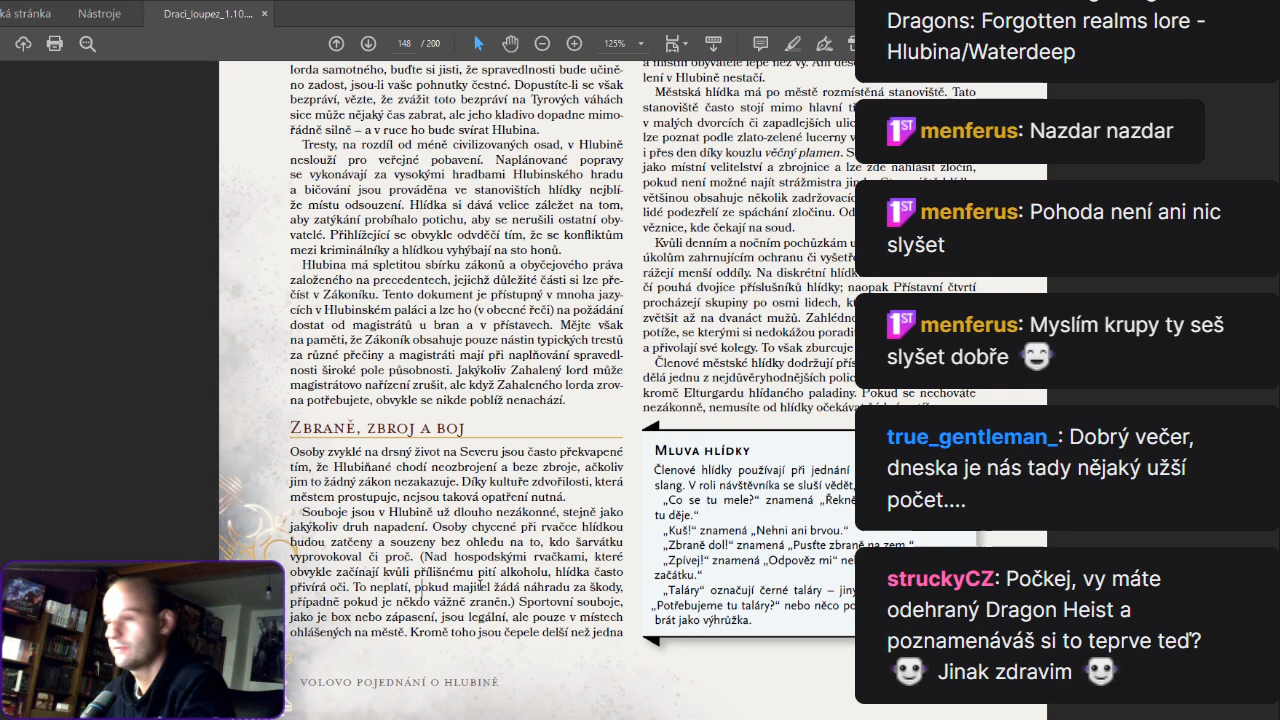 ká stránka
Nástroje
Draci_loupez_1.10....
×
148 / 200
125%
lorda samotného, buďte si jisti, že spravedlnosti bude učině-
no zadost, jsou-li vaše pohnutky čestné. Dopustíte-li se však
bezpráví, vězte, že zvážit toto bezpráví na Tyrových váhách
sice může nějaký čas zabrat, ale jeho kladivo dopadne mimo-
řádně silně – a v ruce ho bude svírat Hlubina.
Tresty, na rozdíl od méně civilizovaných osad, v Hlubině
neslouží pro veřejné pobavení. Naplánované popravy
se vykonávají za vysokými hradbami Hlubinského hradu
a bičování jsou prováděna ve stanovištích hlídky nejblí-
že místu odsouzení. Hlídka si dává velice záležet na tom,
aby zatýkání probíhalo potichu, aby se nerušili ostatní oby-
vatelé. Přihlížející se obvykle odvděčí tím, že se konfliktům
mezi kriminálníky a hlídkou vyhýbají na sto honů.
Hlubina má spletitou sbírku zákonů a obyčejového práva
založeného na precedentech, jejichž důležité části si lze pře-
číst v Zákoníku. Tento dokument je přístupný v mnoha jazy-
cích v Hlubinském paláci a lze ho (v obecné řeči) na požádání
dostat od magistrátů u bran a v přístavech. Mějte však
na paměti, že Zákoník obsahuje pouze nástin typických trestů
za různé přečiny a magistráti mají při naplňování spravedl-
nosti široké pole působnosti. Jakýkoliv Zahalený lord může
magistrátovo nařízení zrušit, ale když Zahaleného lorda zrov-
na potřebujete, obvykle se nikde poblíž nenachází.
Zbraně, zbroj a boj
Osoby zvyklé na drsný život na Severu jsou často překvapené
tím, že Hlubiňané chodí neozbrojení a beze zbroje, ačkoliv
jim to žádný zákon nezakazuje. Díky kultuře zdvořilosti, která
městem prostupuje, nejsou taková opatření nutná.
Souboje jsou v Hlubině už dlouho nezákonné, stejně jako
jakýkoliv druh napadení. Osoby chycené při rvačce hlídkou
budou zatčeny a souzeny bez ohledu na to, kdo šarvátku
vyprovokoval či proč. (Nad hospodskými rvačkami, které
obvykle začínají kvůli přílišnému pití alkoholu, hlídka často
přivírá oči. To neplatí, pokud majitel žádá náhradu za škody,
případně pokud je někdo vážně zraněn.) Sportovní souboje,
jako je box nebo zápasení, jsou legální, ale pouze v místech
ohlášených na městě. Kromě toho jsou čepele delší než jedna
VOLOVO POJEDNÁNÍ O HLUBINĚ
a místní obyvatelé lépe než vy. Ani
lení v Hlubině nestačí.
Městská hlídka má po městě rozmístěná stanoviště. Tato
stanoviště často stojí mimo hlavní
v malých dvorcích či zapadlejších
lze poznat podle zlato-zelené lucerny
i přes den díky kouzlu věčný plamen.
jako místní velitelství a zbrojnice a lze zde nahlásit zločin,
pokud není možné najít strážmistra
většinou obsahuje několik
lidé podezřelí ze spáchání zločinu.
věznice, kde čekají na soud.
Kvůli denním a nočním pochůzkám
úkolům zahrnujícím ochranu či
rážejí menší oddíly. Na diskrétní
čí pouhá dvojice příslušníků hlídky; naopak Přístavní čtvrtí
procházejí skupiny po osmi lidech,
zvětšit až na dvanáct mužů.
potíže, se kterými si nedokážou
a přivolají své kolegy. To však zburcuje
Členové městské hlídky dodržují
dělá jednu z nejdůvěryhodnějších
kromě Elturgardu hlídaného paladiny. Pokud se nechováte
nezákonně, nemusíte od hlídky
Mluva hlídky
Členové hlídky používají při jednání
slang. V roli návštěvníka se sluší vědět,
„Co se tu mele?“ znamená
tu děje.“
„Kuš!“ znamená „Nehni ani brvou.“
„Zbraně dol!“ znamená „Pusťte zbraně na zem.“
„Zpívej!“ znamená „Odpověz mi“
začátku.“
„Taláry“ označují černé taláry –
„Potřebujeme tu taláry?“ nebo něco
brát jako výhrůžka.
Dragons: Forgotten realms lore -
Hlubina/Waterdeep
1ST menferus: Nazdar nazdar
1ST menferus: Pohoda není ani nic
slyšet
1ST menferus: Myslím krupy ty seš
slyšet dobře
true_gentleman_: Dobrý večer,
dneska je nás tady nějaký užší
počet....
struckyCZ: Počkej, vy máte
odehraný Dragon Heist a
poznamenáváš si to teprve teď?
Jinak zdravim